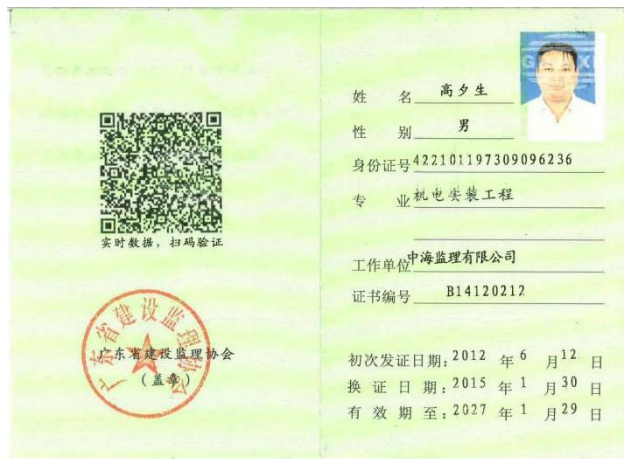 实时数据，扫码验证
广东省建设监理协会
广东省建设监理协会
（盖章）
姓 名 高夕生
性 别 男
身份证号 422101197309096236
专 业 机电安装工程
工作单位 中海监理有限公司
证书编号 B14120212
初次发证日期：2012 年 6 月 12 日
换 证 日 期：2015 年 1 月 30 日
有 效 期 至：2027 年 1 月 29 日